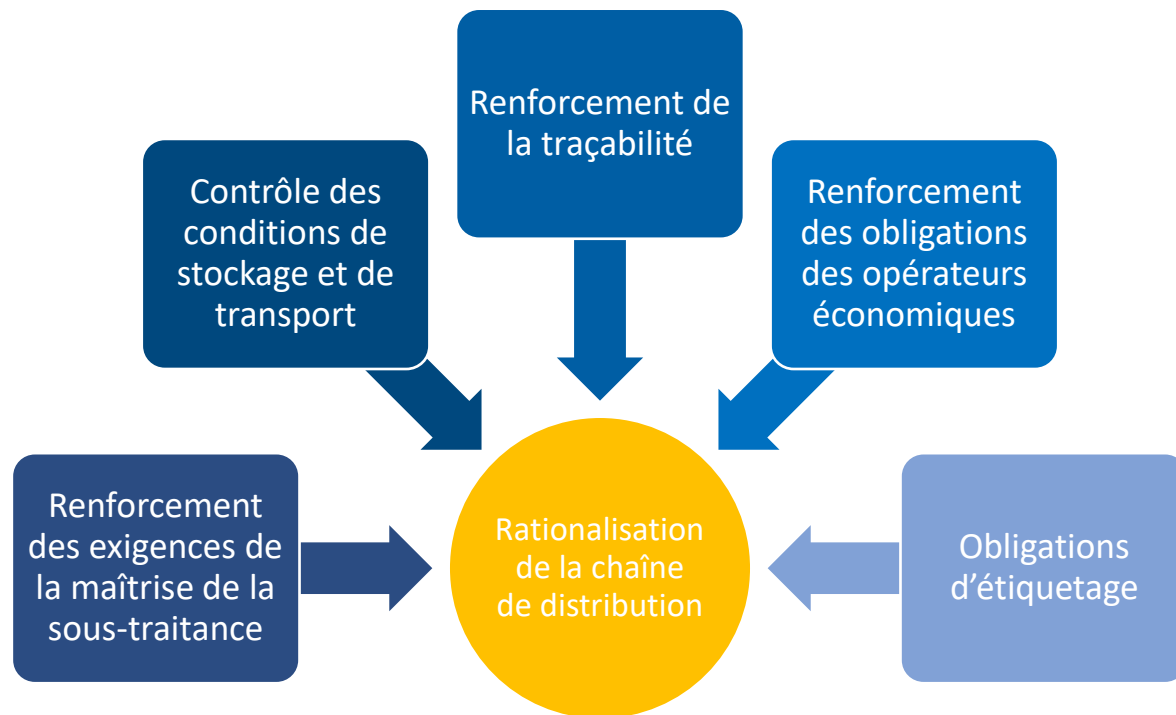 Renforcement de
la traçabilité
Contrôle des
conditions de
stockage et de
transport
Renforcement
des obligations
des opérateurs
économiques
Renforcement
des exigences de
la maîtrise de la
sous-traitance
Rationalisation
de la chaîne
de distribution
Obligations
d’étiquetage